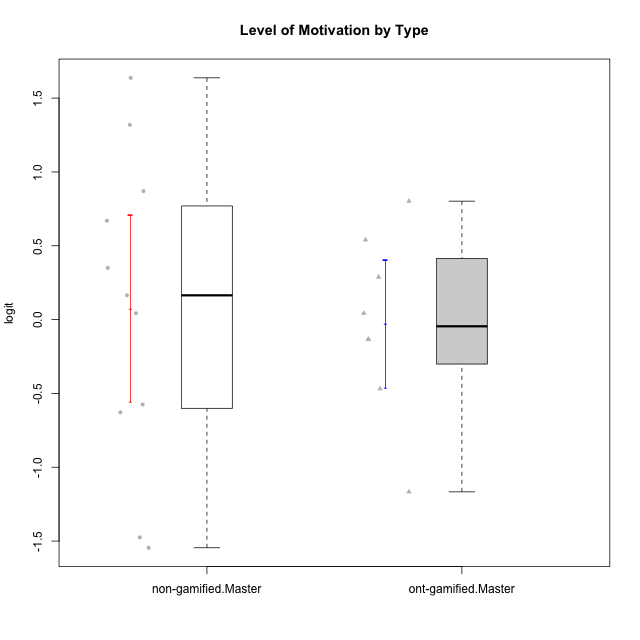 Level of Motivation by Type
logit
1.5
1.0
0.5
0.0
-0.5
-1.0
-1.5
non-gamified.Master
ont-gamified.Master